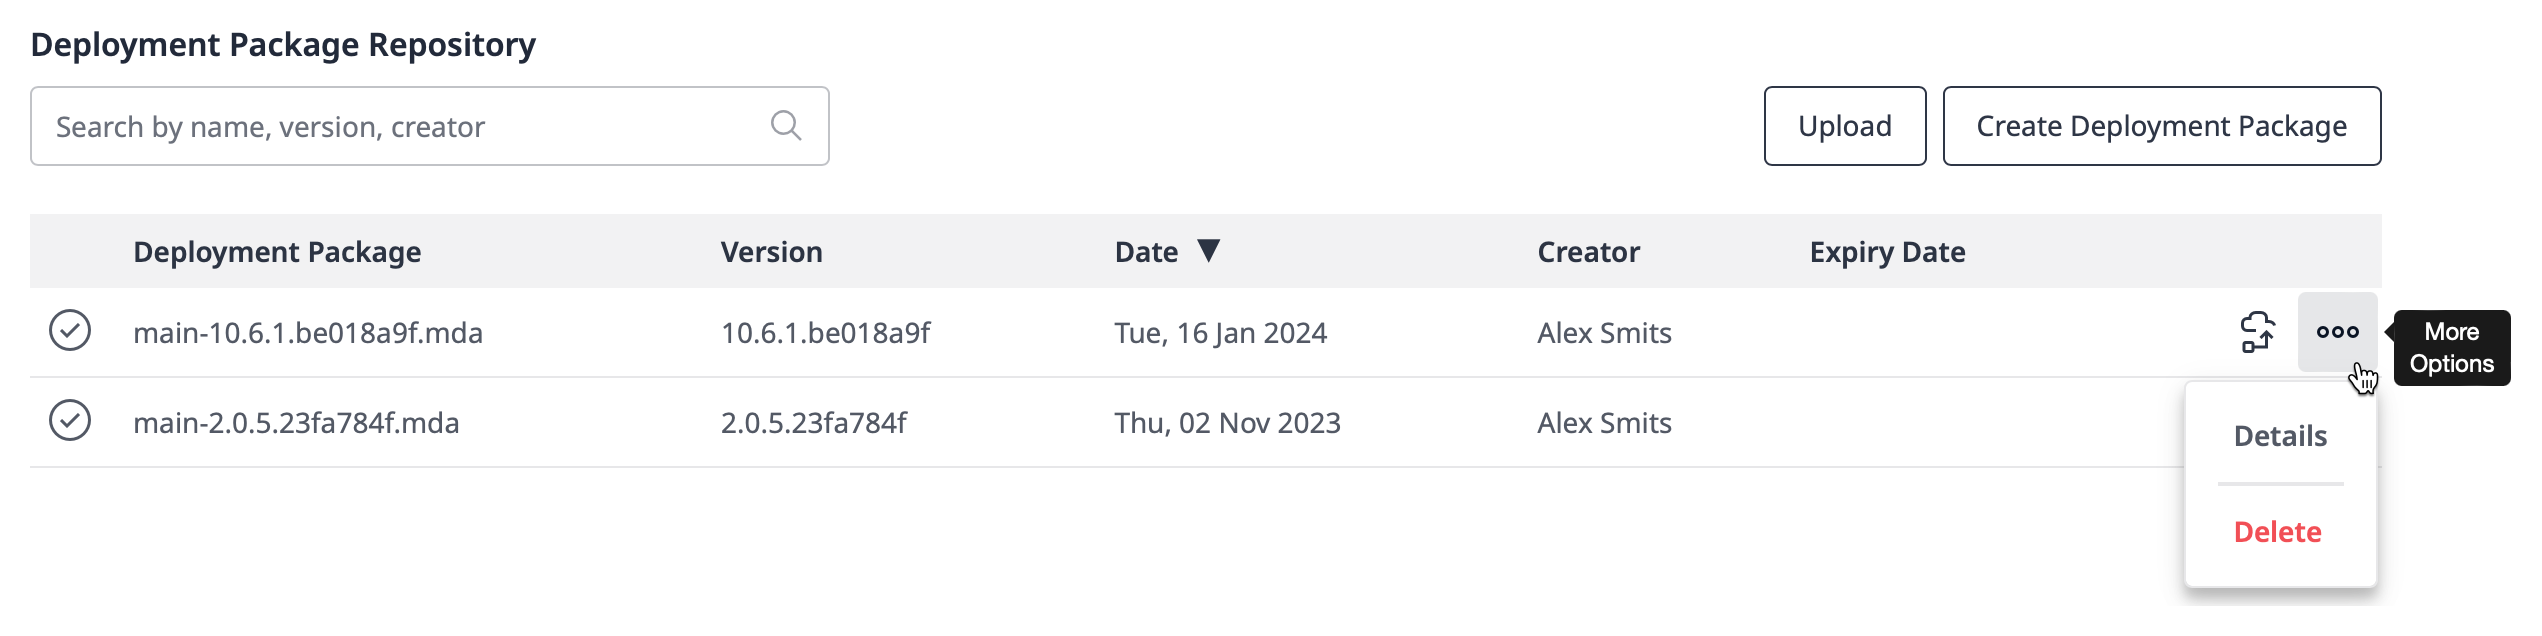 Deployment Package Repository
Search by name, version, creator
Upload
Create Deployment Package
Deployment Package Version Date ▼ Creator Expiry Date
main-10.6.1.be018a9f.mda 10.6.1.be018a9f Tue, 16 Jan 2024 Alex Smits
More
Options
main-2.0.5.23fa784f.mda 2.0.5.23fa784f Thu, 02 Nov 2023 Alex Smits
Details
Delete